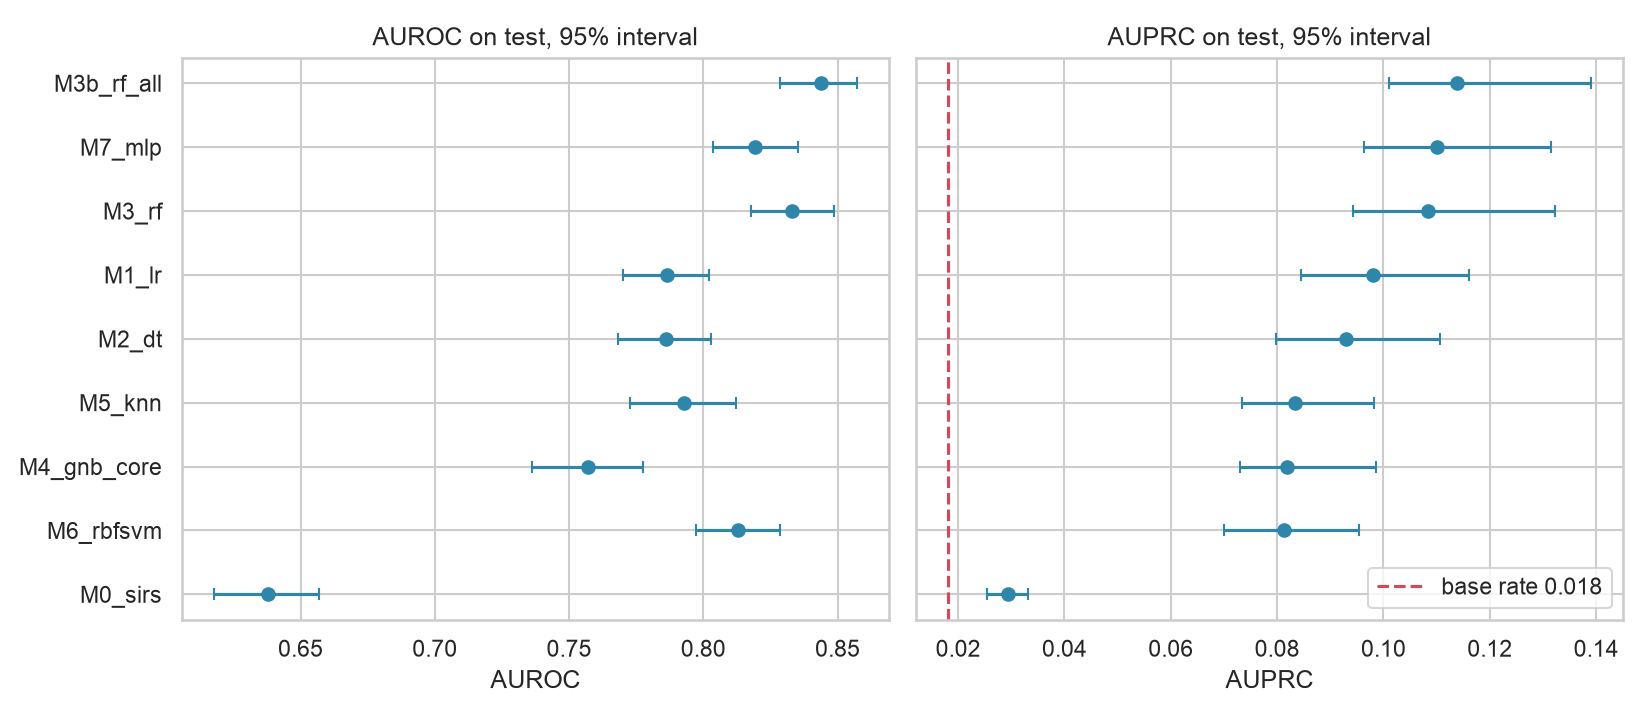 AUROC on test, 95% interval
AUPRC on test, 95% interval
M3b_rf_all
M7_mlp
M3_rf
M1_lr
M2_dt
M5_knn
M4_gnb_core
M6_rbfsvm
M0_sirs
base rate 0.018
0.65 0.70 0.75 0.80 0.85
0.02 0.04 0.06 0.08 0.10 0.12 0.14
AUROC
AUPRC